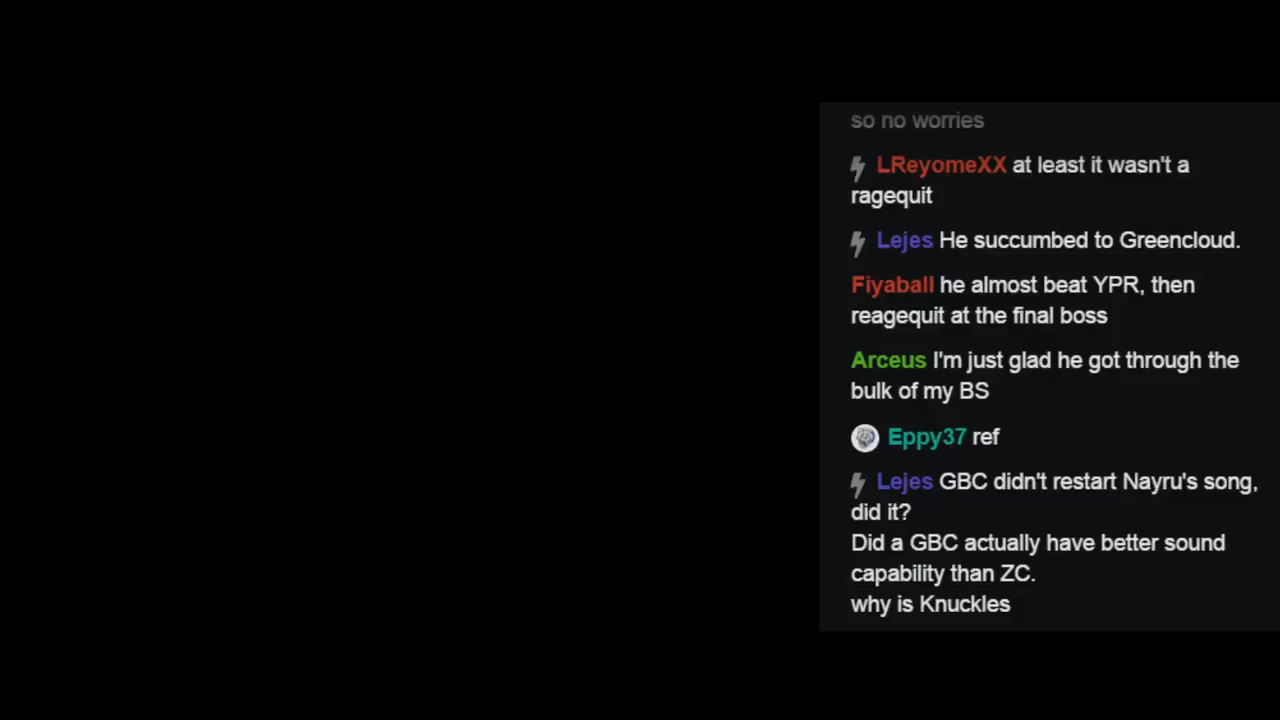 so no worries
LReyomeXX at least it wasn't a
ragequit
Lejes He succumbed to Greencloud.
Fiyaball he almost beat YPR, then
reagequit at the final boss
Arceus I'm just glad he got through the
bulk of my BS
Eppy37 ref
Lejes GBC didn't restart Nayru's song,
did it?
Did a GBC actually have better sound
capability than ZC.
why is Knuckles